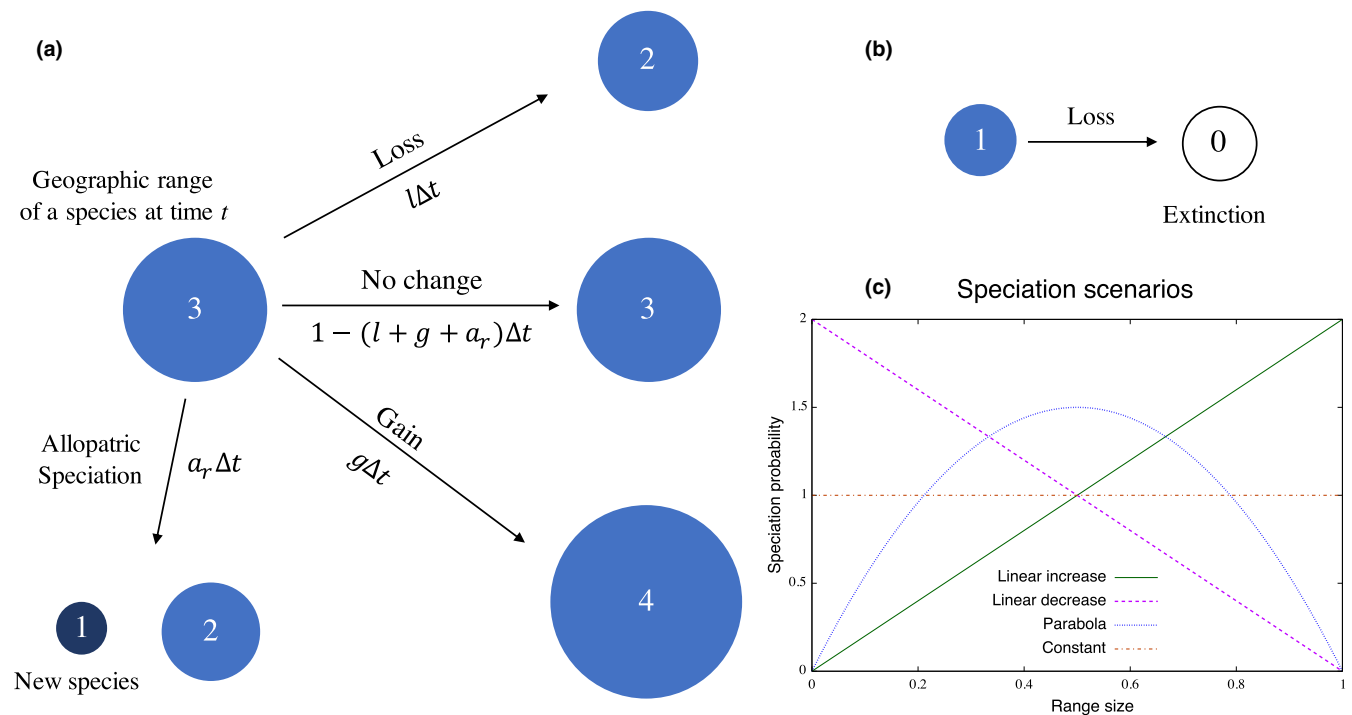 (a)
2
Loss
lΔt
Geographic range
of a species at time t
3
No change
1 − (l + g + aᵣ)Δt
3
Gain
gΔt
Allopatric
Speciation
aᵣΔt
4
1
2
New species
(b)
1
Loss
0
Extinction
(c)
Speciation scenarios
Speciation probability
2
1.5
1
0.5
0
Linear increase
Linear decrease
Parabola
Constant
0 0.2 0.4 0.6 0.8 1
Range size